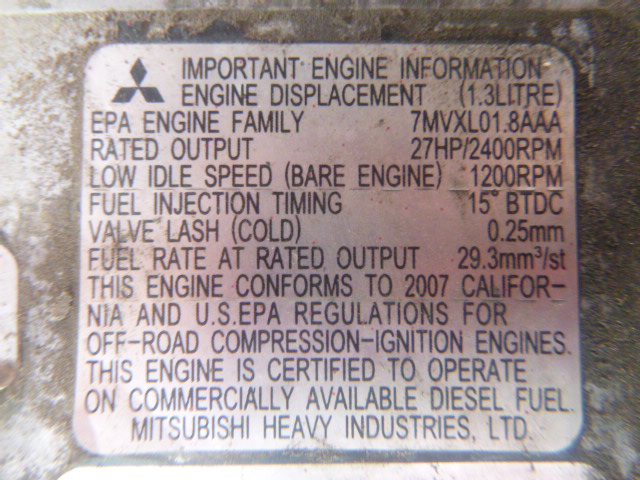 IMPORTANT ENGINE INFORMATION
ENGINE DISPLACEMENT (1.3LITRE)
EPA ENGINE FAMILY 7MVXL01.8AAA
RATED OUTPUT 27HP/2400RPM
LOW IDLE SPEED (BARE ENGINE) 1200RPM
FUEL INJECTION TIMING 15° BTDC
VALVE LASH (COLD) 0.25mm
FUEL RATE AT RATED OUTPUT 29.3mm³/st
THIS ENGINE CONFORMS TO 2007 CALIFOR-
NIA AND U.S.EPA REGULATIONS FOR
OFF-ROAD COMPRESSION-IGNITION ENGINES.
THIS ENGINE IS CERTIFIED TO OPERATE
ON COMMERCIALLY AVAILABLE DIESEL FUEL.
MITSUBISHI HEAVY INDUSTRIES, LTD.